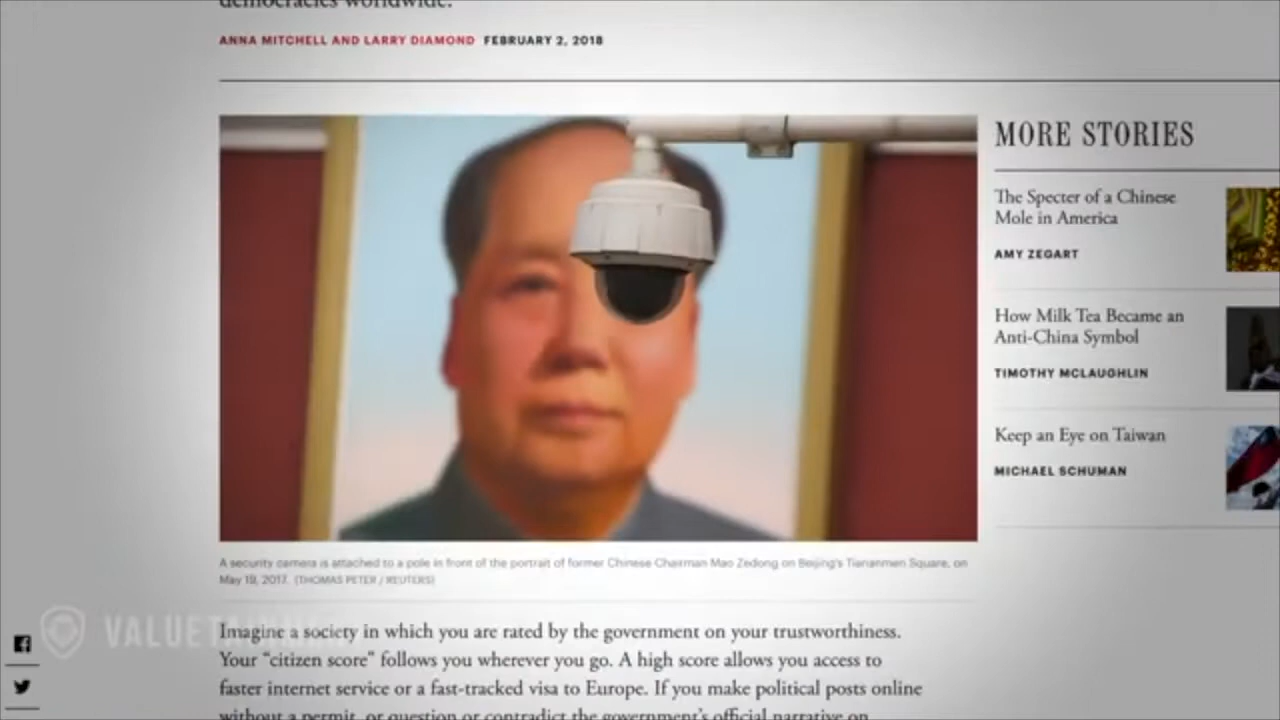 democracies worldwide.
ANNA MITCHELL AND LARRY DIAMOND FEBRUARY 2, 2018
MORE STORIES
The Specter of a Chinese
Mole in America
AMY ZEGART
How Milk Tea Became an
Anti-China Symbol
TIMOTHY MCLAUGHLIN
Keep an Eye on Taiwan
MICHAEL SCHUMAN
A security camera is attached to a pole in front of the portrait of former Chinese Chairman Mao Zedong on Beijing's Tiananmen Square, on
May 19, 2017. (THOMAS PETER / REUTERS)
VALUE
Imagine a society in which you are rated by the government on your trustworthiness.
Your “citizen score” follows you wherever you go. A high score allows you access to
faster internet service or a fast-tracked visa to Europe. If you make political posts online
without a permit, or question or contradict the government’s official narrative on